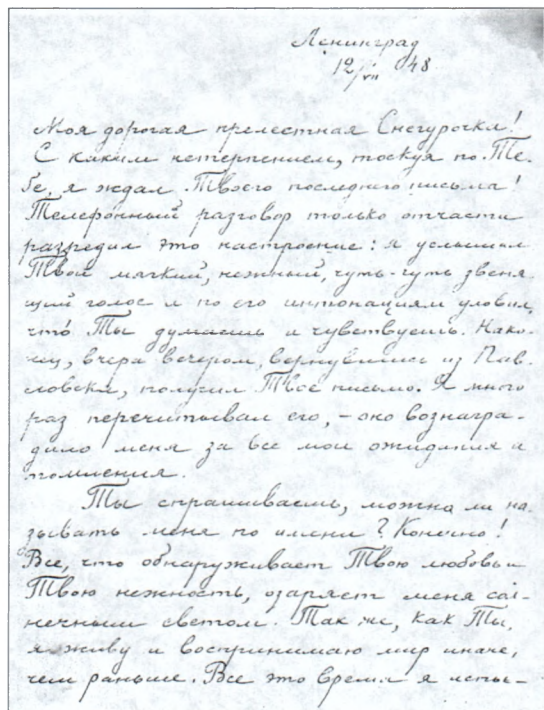 Ленинград
12/VII 48
Моя дорогая прелестная Снегурочка!
С каким нетерпением, тоскуя по Те-
бе, я ждал Твоего последнего письма!
Телефонный разговор только отчасти
разредил это настроение: я услышал
Твой мягкий, нежный, чуть-чуть звеня-
щий голос и по его интонациям уловил,
что́ Ты думаешь и чувствуешь. Нако-
нец, вчера вечером, вернувшись из Пав-
ловска, получил Твое письмо. Я много
раз перечитывал его, – оно вознагра-
дило меня за все мои ожидания и
томления.
Ты спрашиваешь, можно ли на-
зывать меня по имени? Конечно!
Все, что обнаруживает Твою любовь и
Твою нежность, озаряет меня сол-
нечным светом. Так же, как Ты,
я живу и воспринимаю мир иначе,
чем раньше. Все это время я испы-